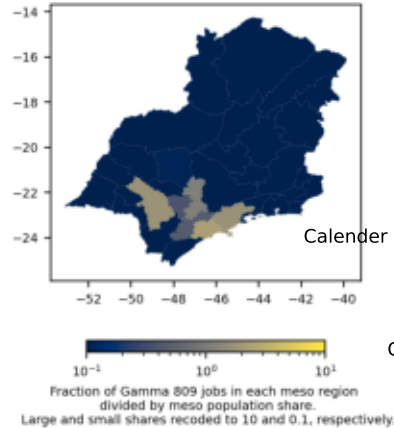 −14
−16
−18
−20
−22
−24
Calender
−52 −50 −48 −46 −44 −42 −40
10⁻¹ 10⁰ 10¹
Fraction of Gamma 809 jobs in each meso region
divided by meso population share.
Large and small shares recoded to 10 and 0.1, respectively.